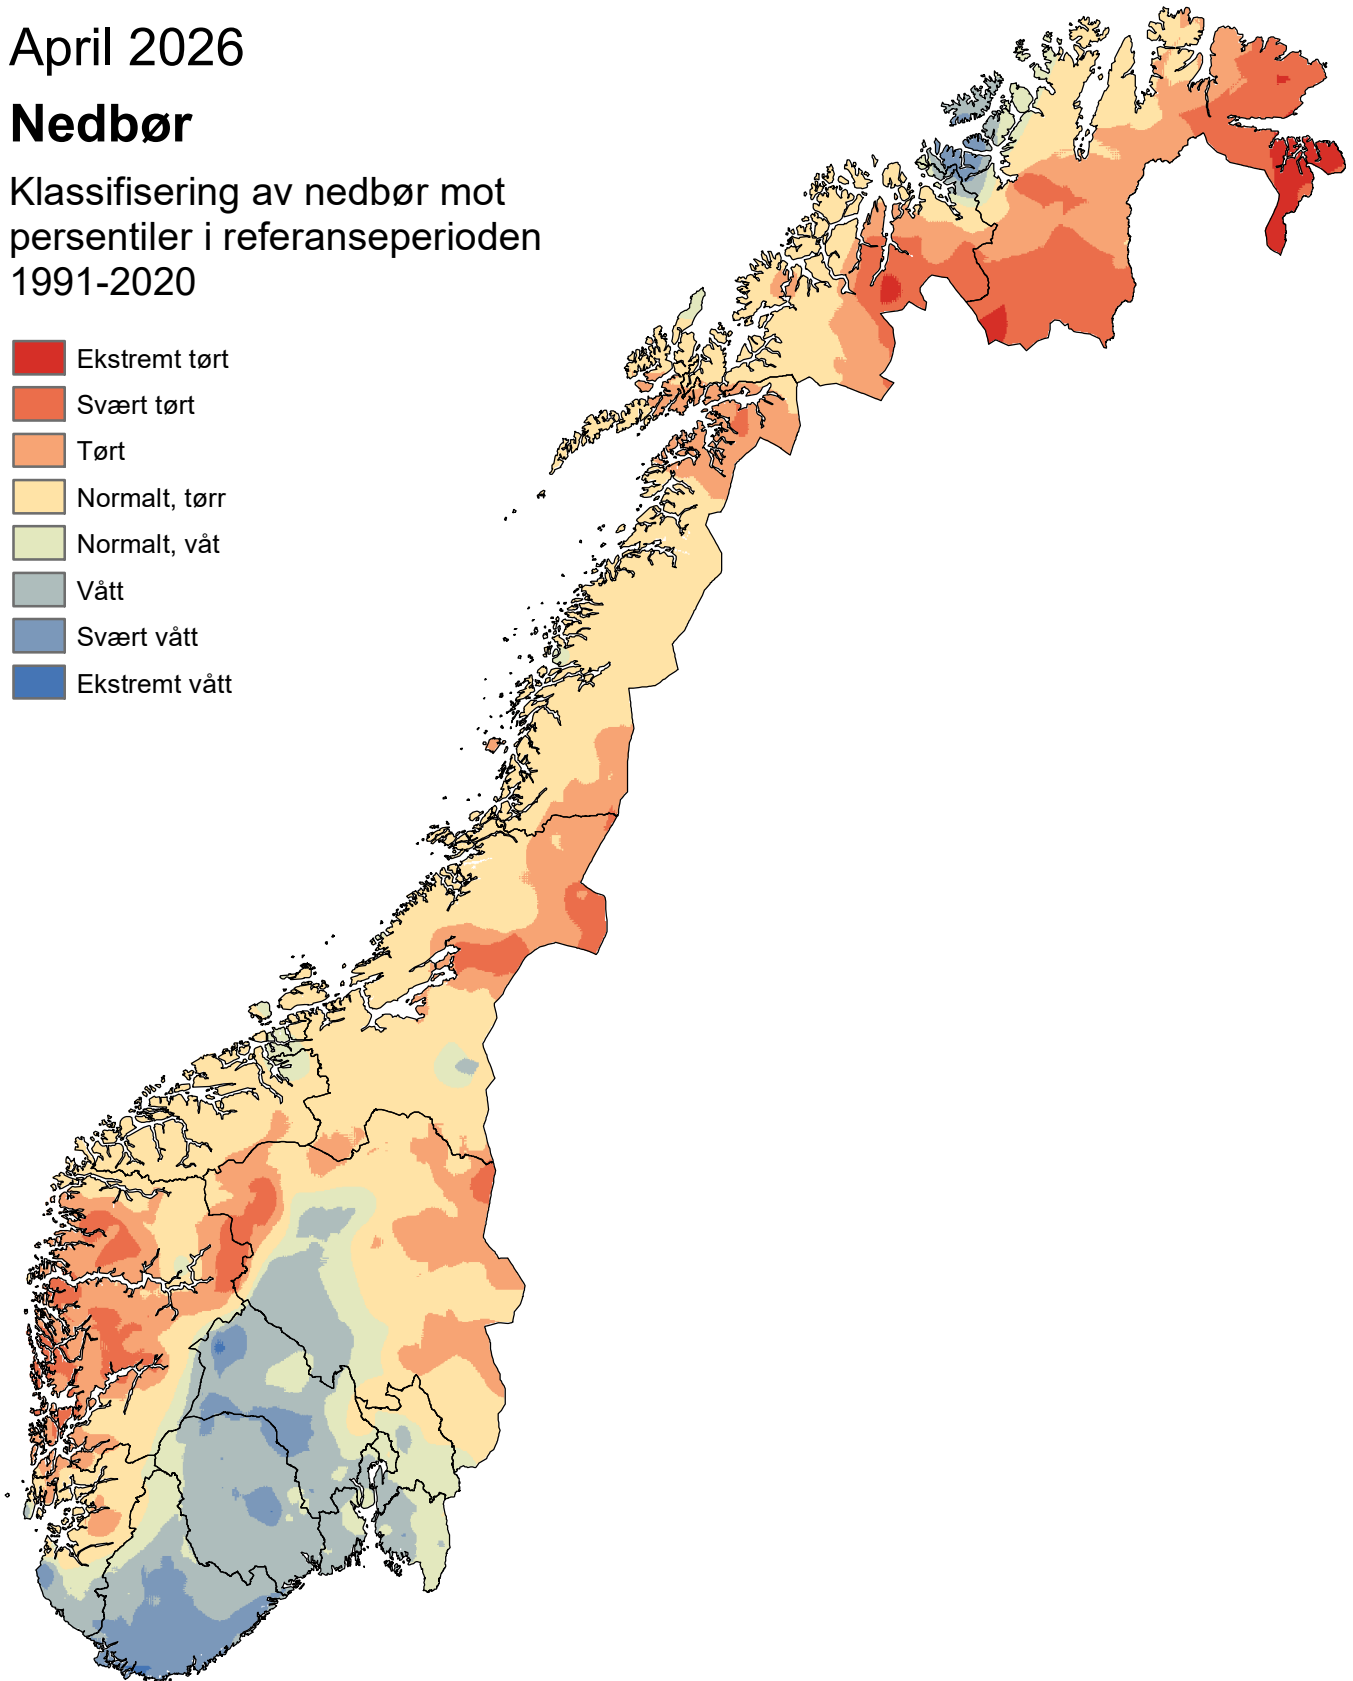 April 2026
Nedbør
Klassifisering av nedbør mot
persentiler i referanseperioden
1991-2020
Ekstremt tørt
Svært tørt
Tørt
Normalt, tørr
Normalt, våt
Vått
Svært vått
Ekstremt vått